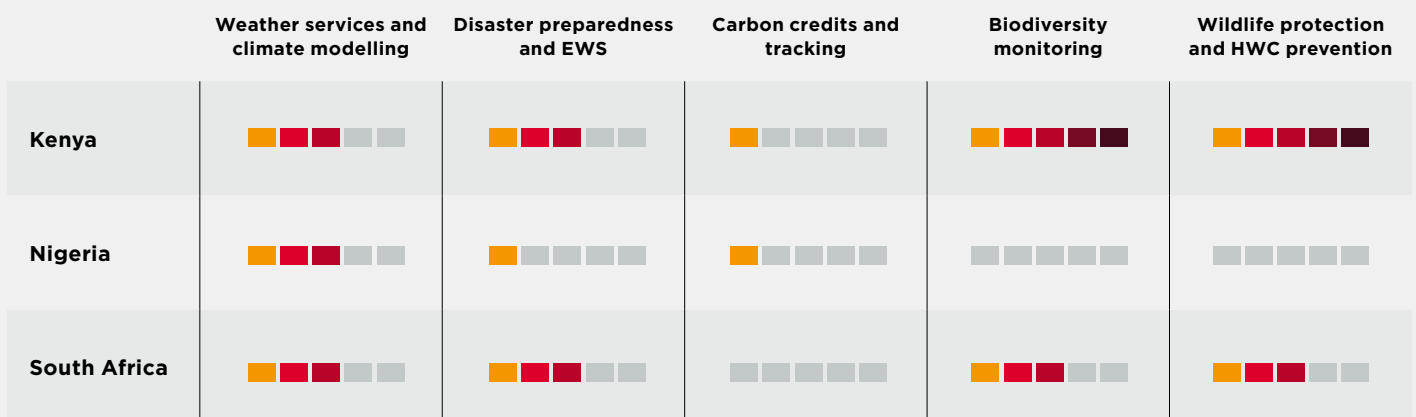 Weather services and
climate modelling
Disaster preparedness
and EWS
Carbon credits and
tracking
Biodiversity
monitoring
Wildlife protection
and HWC prevention
Kenya
Nigeria
South Africa